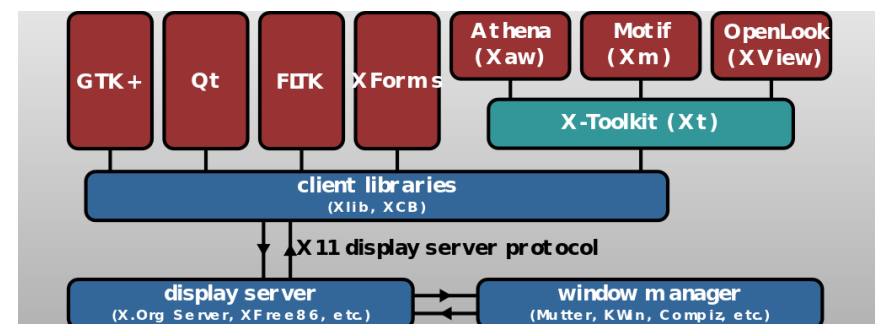 GTK+
Qt
FLTK
XForms
Athena
(Xaw)
Motif
(Xm)
OpenLook
(XView)
X-Toolkit (Xt)
client libraries
(Xlib, XCB)
X11 display server protocol
display server
(X.Org Server, XFree86, etc.)
window manager
(Mutter, KWin, Compiz, etc.)